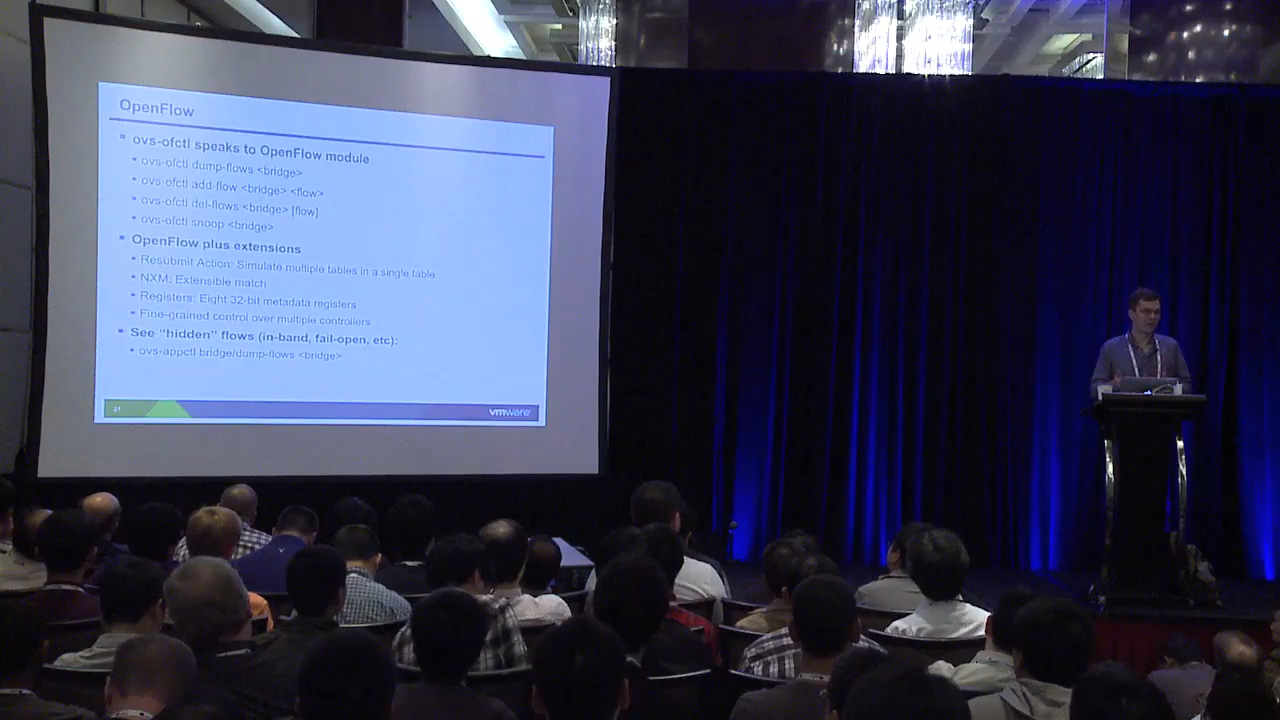 OpenFlow
ovs-ofctl speaks to OpenFlow module
ovs-ofctl dump-flows <bridge>
ovs-ofctl add-flow <bridge> <flow>
ovs-ofctl del-flows <bridge> [flow]
ovs-ofctl snoop <bridge>
OpenFlow plus extensions
Resubmit Action: Simulate multiple tables in a single table
NXM: Extensible match
Registers: Eight 32-bit metadata registers
Fine-grained control over multiple controllers
See “hidden” flows (in-band, fail-open, etc):
ovs-appctl bridge/dump-flows <bridge>
21
vmware